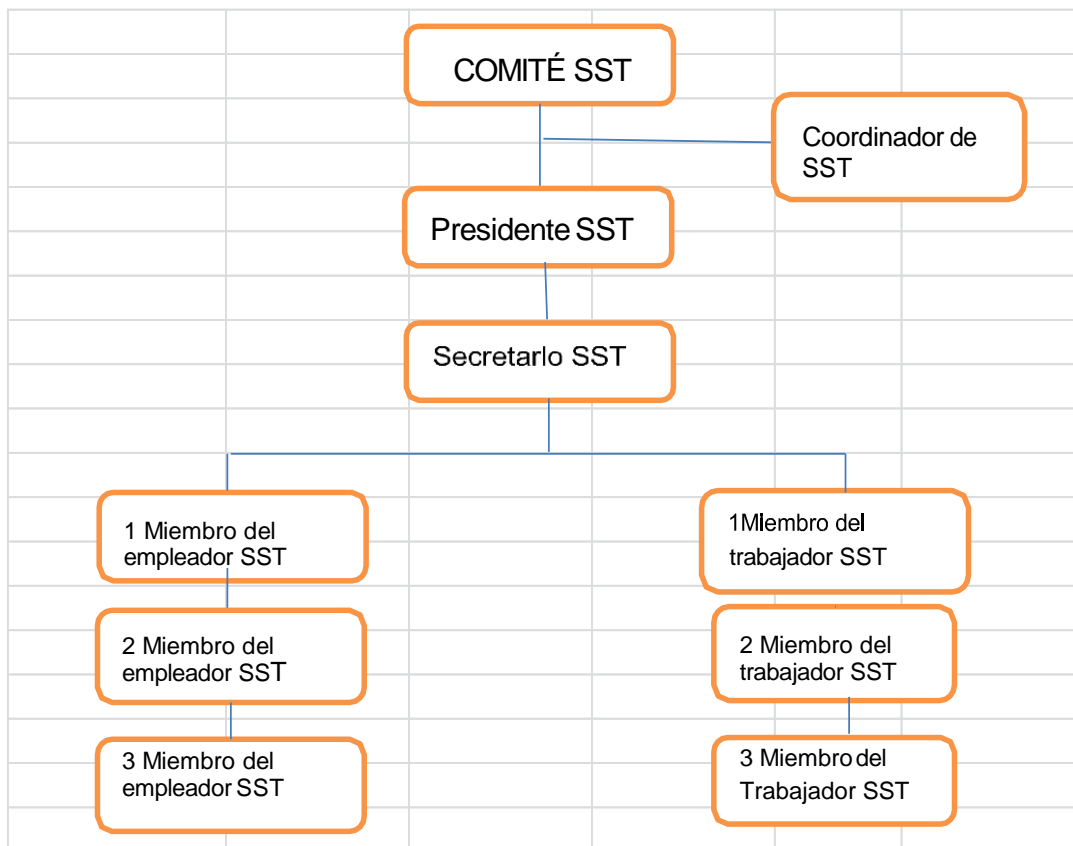 COMITÉ SST
Coordinador de
SST
Presidente SST
Secretarlo SST
1 Miembro del
empleador SST
1Mlembro del
trabajador SST
2 Miembro del
empleador SST
2 Miembro del
trabajador SST
3 Miembro del
empleador SST
3 Miembro del
Trabajador SST